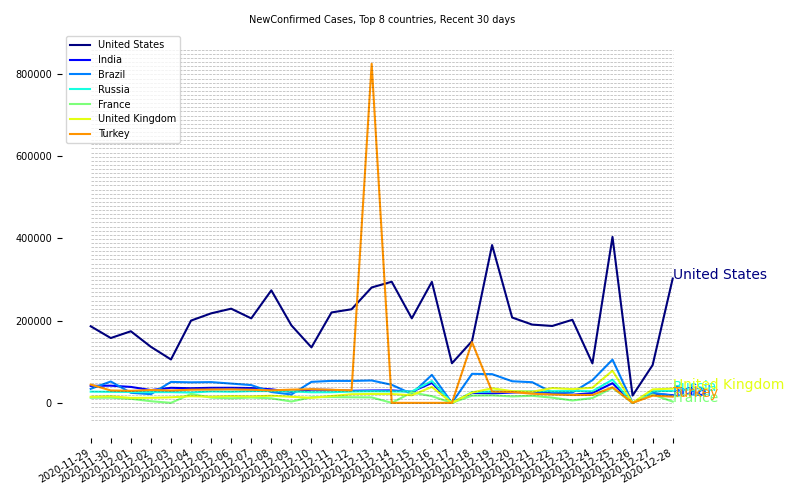 NewConfirmed Cases, Top 8 countries, Recent 30 days
United States
India
Brazil
Russia
France
United Kingdom
Turkey
800000
600000
400000
200000
0
United States
United Kingdom
Turkey
France
2020-11-29
2020-11-30
2020-12-01
2020-12-02
2020-12-03
2020-12-04
2020-12-05
2020-12-06
2020-12-07
2020-12-08
2020-12-09
2020-12-10
2020-12-11
2020-12-12
2020-12-13
2020-12-14
2020-12-15
2020-12-16
2020-12-17
2020-12-18
2020-12-19
2020-12-20
2020-12-21
2020-12-22
2020-12-23
2020-12-24
2020-12-25
2020-12-26
2020-12-27
2020-12-28